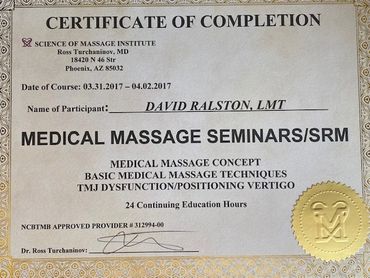 CERTIFICATE OF COMPLETION
SCIENCE OF MASSAGE INSTITUTE
Ross Turchaninov, MD
18420 N 46 Str
Phoenix, AZ 85032
Date of Course: 03.31.2017 – 04.02.2017
Name of Participant: DAVID RALSTON, LMT
MEDICAL MASSAGE SEMINARS/SRM
MEDICAL MASSAGE CONCEPT
BASIC MEDICAL MASSAGE TECHNIQUES
TMJ DYSFUNCTION/POSITIONING VERTIGO
24 Continuing Education Hours
NCBTMB APPROVED PROVIDER # 312994-00
Dr. Ross Turchaninov: